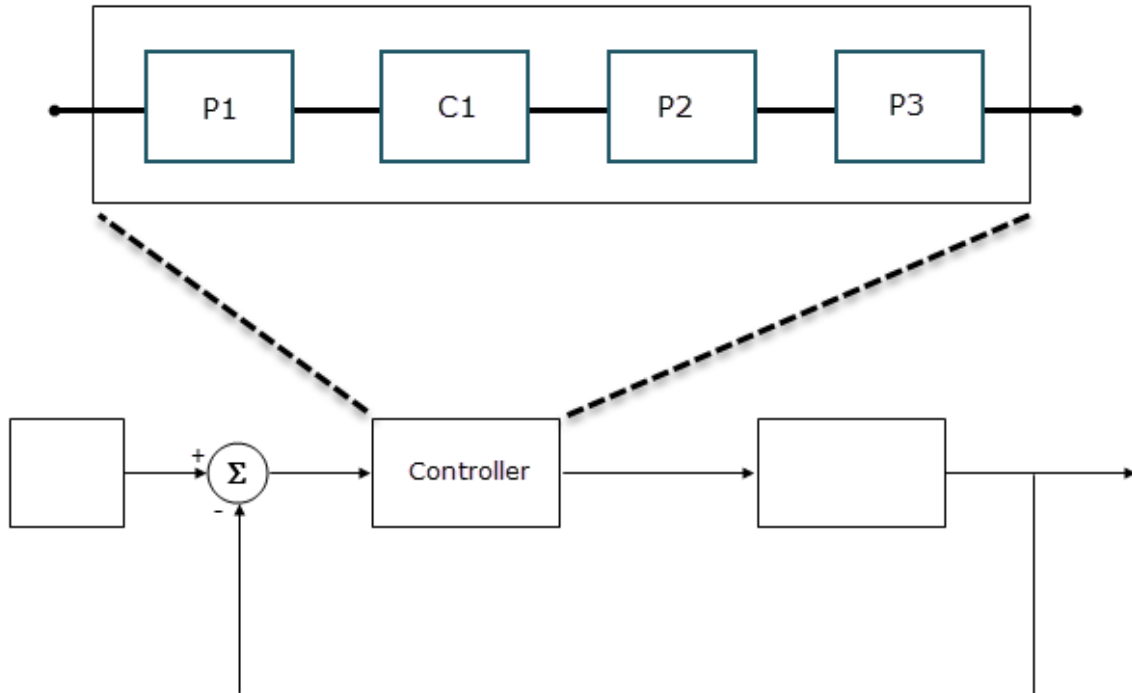 P1
C1
P2
P3
+
Σ
-
Controller